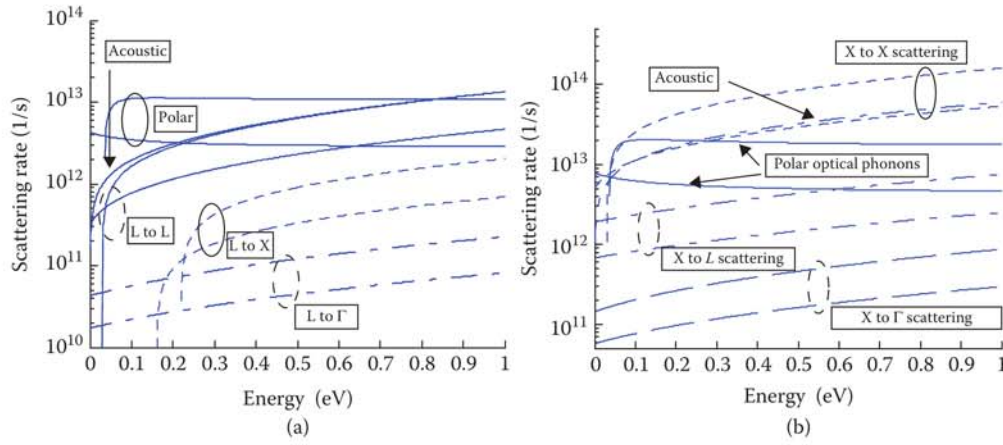 10^14
10^13
10^12
10^11
10^10
Scattering rate (1/s)
Acoustic
Polar
L to L
L to X
L to Γ
0 0.1 0.2 0.3 0.4 0.5 0.6 0.7 0.8 0.9 1
Energy (eV)
(a)
10^14
10^13
10^12
10^11
Scattering rate (1/s)
X to X scattering
Acoustic
Polar optical phonons
X to L scattering
X to Γ scattering
0 0.1 0.2 0.3 0.4 0.5 0.6 0.7 0.8 0.9 1
Energy (eV)
(b)